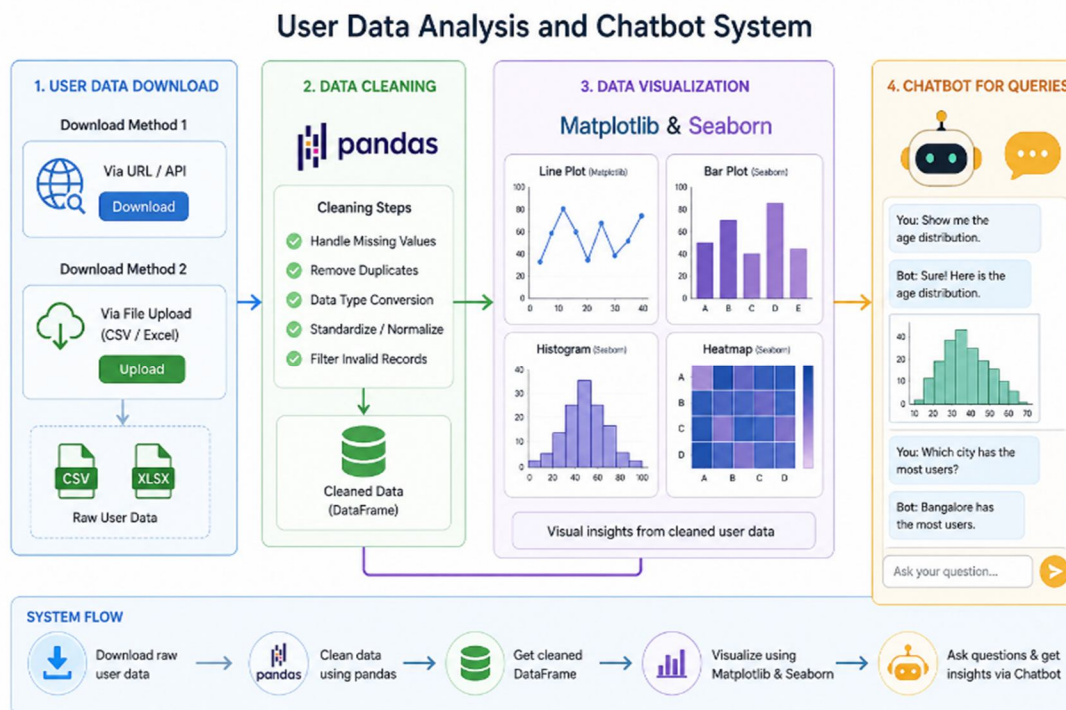 User Data Analysis and Chatbot System
1. USER DATA DOWNLOAD
Download Method 1
Via URL / API
Download
Download Method 2
Via File Upload
(CSV / Excel)
Upload
CSV
XLSX
Raw User Data
2. DATA CLEANING
pandas
Cleaning Steps
Handle Missing Values
Remove Duplicates
Data Type Conversion
Standardize / Normalize
Filter Invalid Records
Cleaned Data
(DataFrame)
3. DATA VISUALIZATION
Matplotlib & Seaborn
Line Plot (Matplotlib)
100
80
60
40
20
0
0 10 20 30 40
Bar Plot (Seaborn)
100
80
60
40
20
0
A B C D E
Histogram (Seaborn)
40
30
20
10
0
0 20 40 60 80 100
Heatmap (Seaborn)
A
B
C
D
A B C D
Visual insights from cleaned user data
4. CHATBOT FOR QUERIES
You: Show me the
age distribution.
Bot: Sure! Here is the
age distribution.
40
20
10
0
10 20 30 40 50 60 70
You: Which city has the
most users?
Bot: Bangalore has
the most users.
Ask your question...
SYSTEM FLOW
Download raw
user data
pandas
Clean data
using pandas
Get cleaned
DataFrame
Visualize using
Matplotlib & Seaborn
Ask questions & get
insights via Chatbot